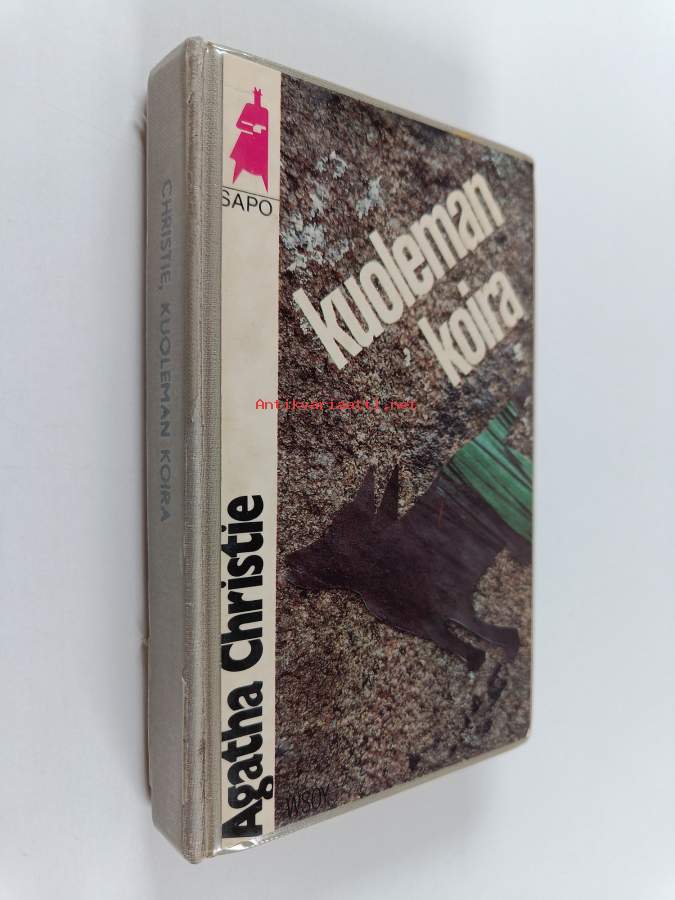 CHRISTIE, KUOLEMAN KOIRA
SAPO
kuoleman
koira
Antikvariaatti.net
Agatha Christie
WSOY